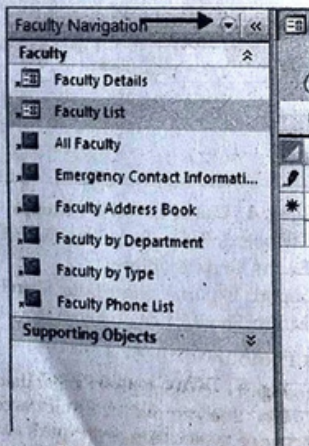 Faculty Navigation
Faculty
Faculty Details
Faculty List
All Faculty
Emergency Contact Informati...
Faculty Address Book
Faculty by Department
Faculty by Type
Faculty Phone List
Supporting Objects